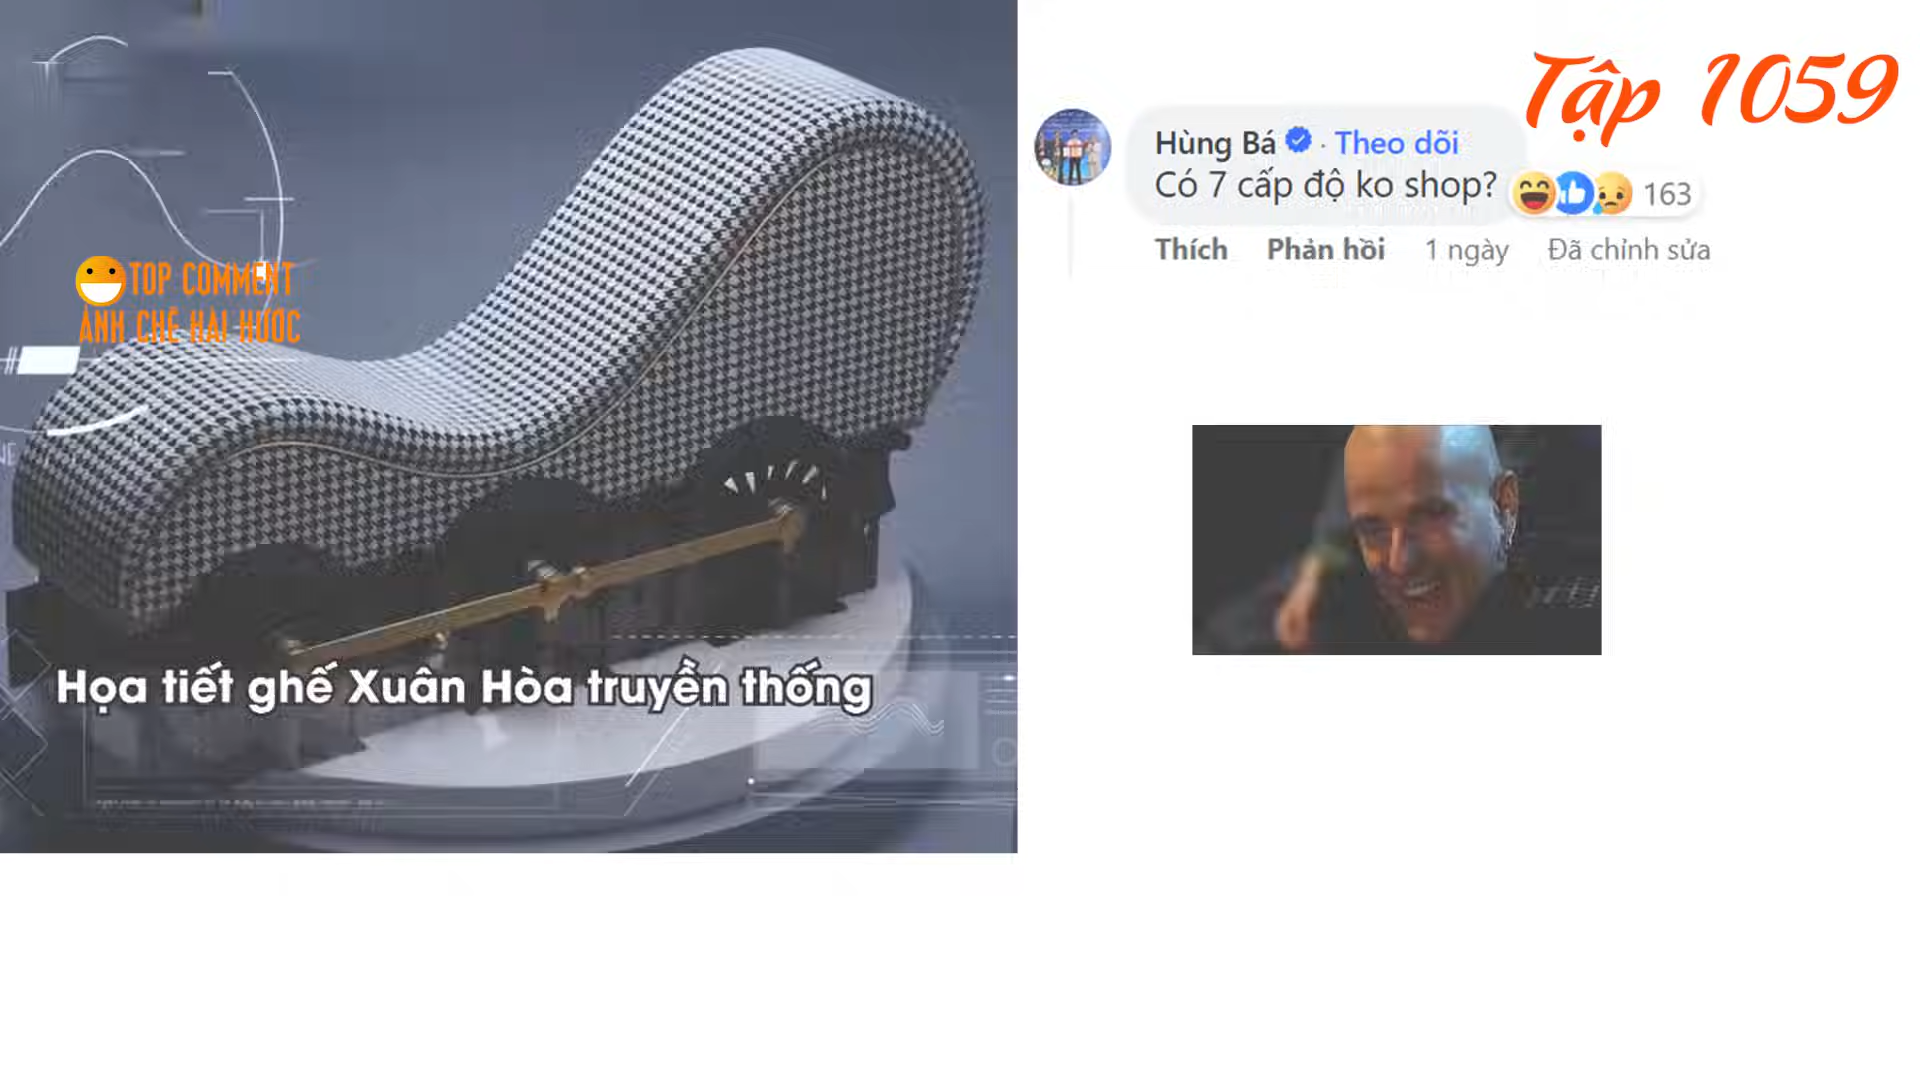 TOP COMMENT
ẢNH CHẾ HÀI HƯỚC
Họa tiết ghế Xuân Hòa truyền thống
Tập 1059
Hùng Bá · Theo dõi
Có 7 cấp độ ko shop?
163
Thích Phản hồi 1 ngày Đã chỉnh sửa